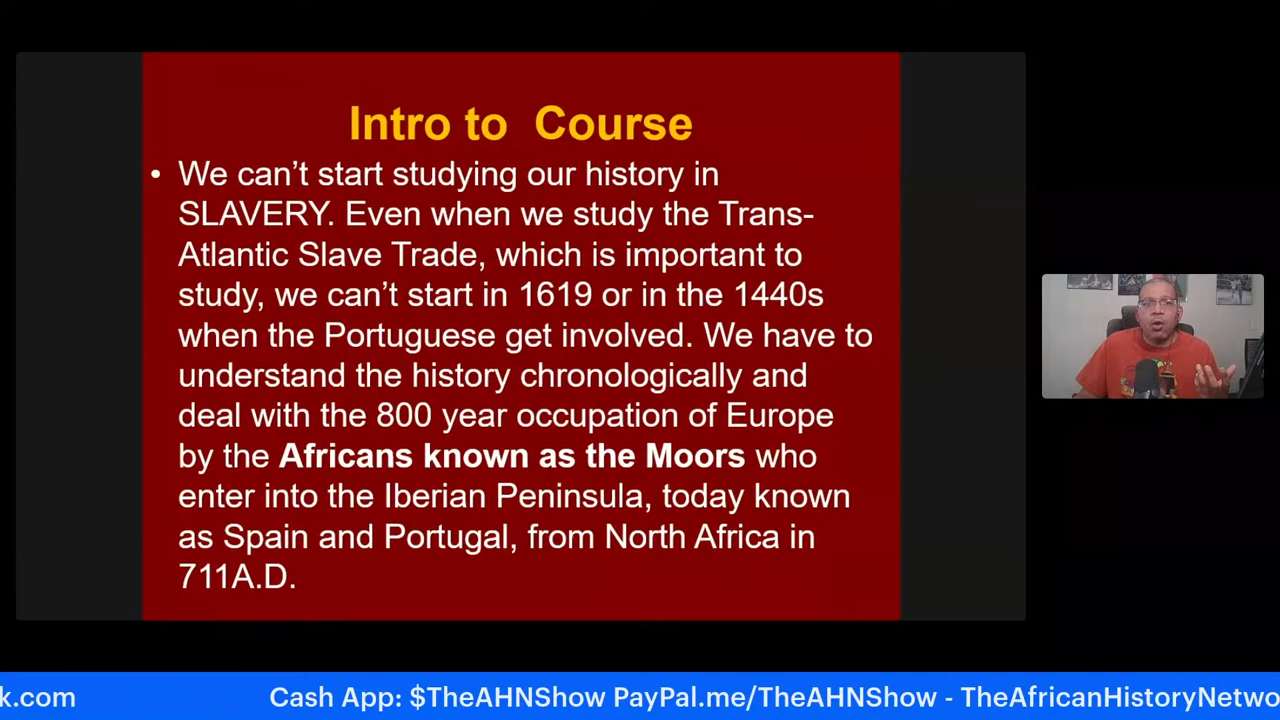 Intro to Course
• We can't start studying our history in
SLAVERY. Even when we study the Trans-
Atlantic Slave Trade, which is important to
study, we can't start in 1619 or in the 1440s
when the Portuguese get involved. We have to
understand the history chronologically and
deal with the 800 year occupation of Europe
by the Africans known as the Moors who
enter into the Iberian Peninsula, today known
as Spain and Portugal, from North Africa in
711A.D.
k.com Cash App: $TheAHNShow PayPal.me/TheAHNShow - TheAfricanHistoryNetwo